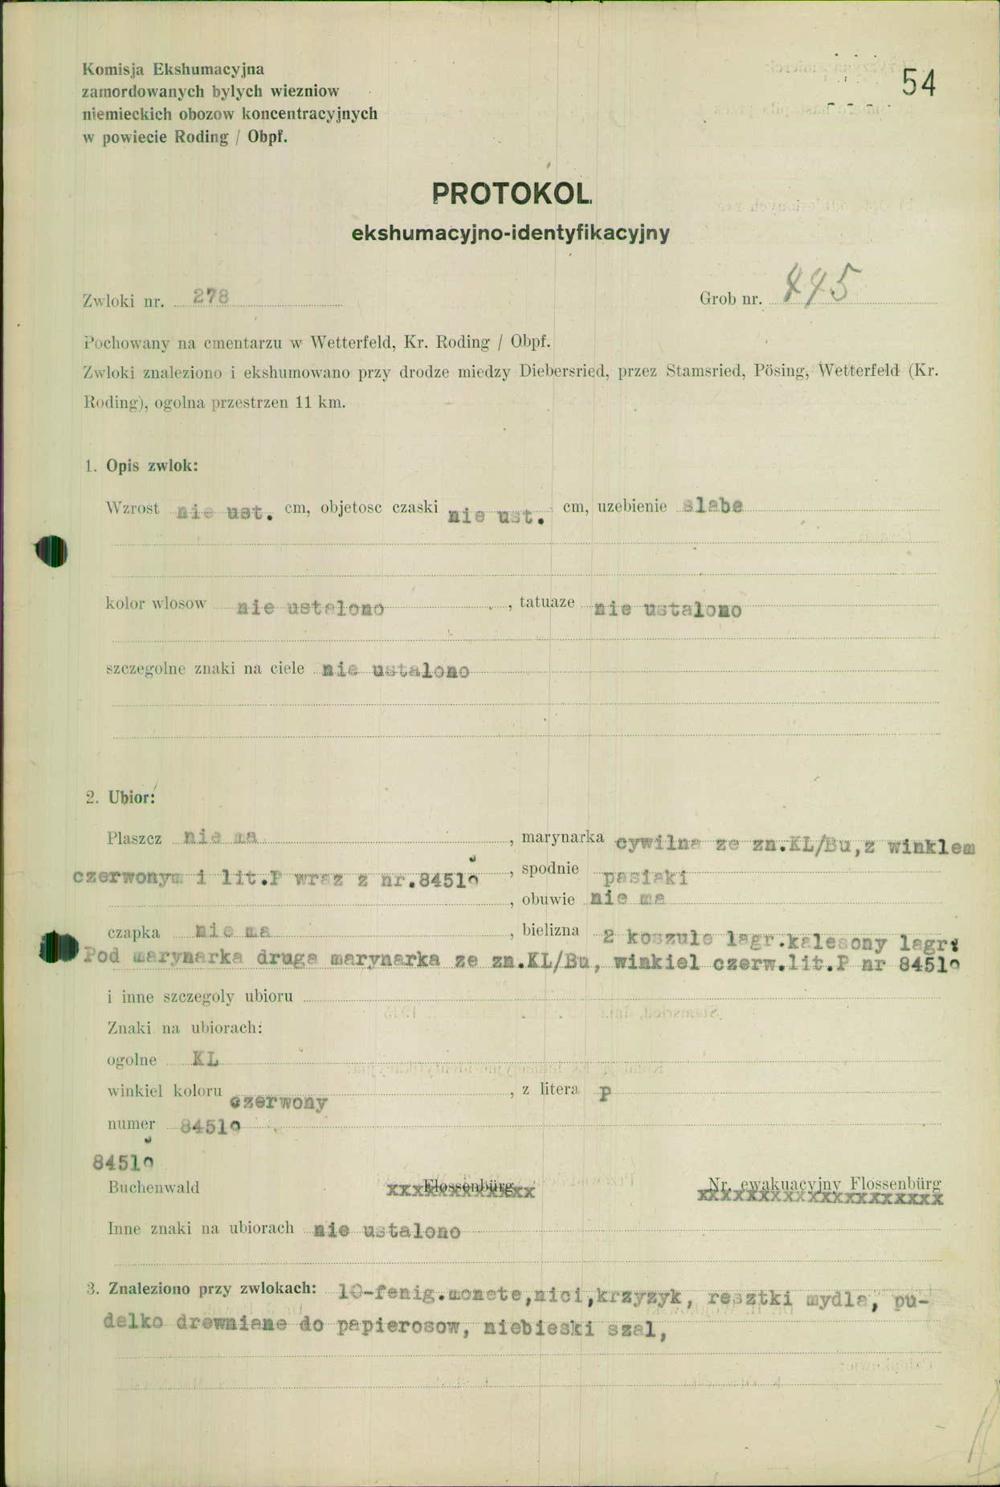 Komisja Ekshumacyjna
zamordowanych bylych wiezniow
niemieckich obozow koncentracyjnych
w powiecie Roding / Obpf.
54
PROTOKOL
ekshumacyjno-identyfikacyjny
Zwloki nr. 278
Grob nr. 445
Pochowany na cmentarzu w Wetterfeld, Kr. Roding / Obpf.
Zwloki znaleziono i ekshumowano przy drodze miedzy Diebersried, przez Stamsried, Pösing, Wetterfeld (Kr.
Roding), ogolna przestrzen 11 km.
1. Opis zwlok:
Wzrost nie ust. cm, objetosc czaski nie ust. cm, uzebienie slabe
kolor wlosow nie ustalono, tatuaze nie ustalono
szczegolne znaki na ciele nie ustalono
2. Ubior:
Plaszcz nie ma, marynarka cywilna ze zn.KL/Bu,z winklem
czerwonym i lit.P wraz z nr.84510, spodnie pasiaki
, obuwie nie ma
czapka nie ma, bielizna 2 koszule lagr.kalesony lagr:
Pod marynarka druga marynarka ze zn.KL/Bu, winkiel czerw.lit.P nr 84510
i inne szczegoly ubioru
Znaki na ubiorach:
ogolne KL
winkiel koloru czerwony, z litera P
numer 84510
84510
Buchenwald Flossenbürg Nr. ewakuacyjny Flossenbürg
xxxxxxxxxxxx xxxxxxxxxxxxxxxxxxxx
Inne znaki na ubiorach nie ustalono
3. Znaleziono przy zwlokach: 10-fenig.moneta,nici,krzyzyk, resztki mydla, pu-
delko drewniane do papierosow, niebieski szal,